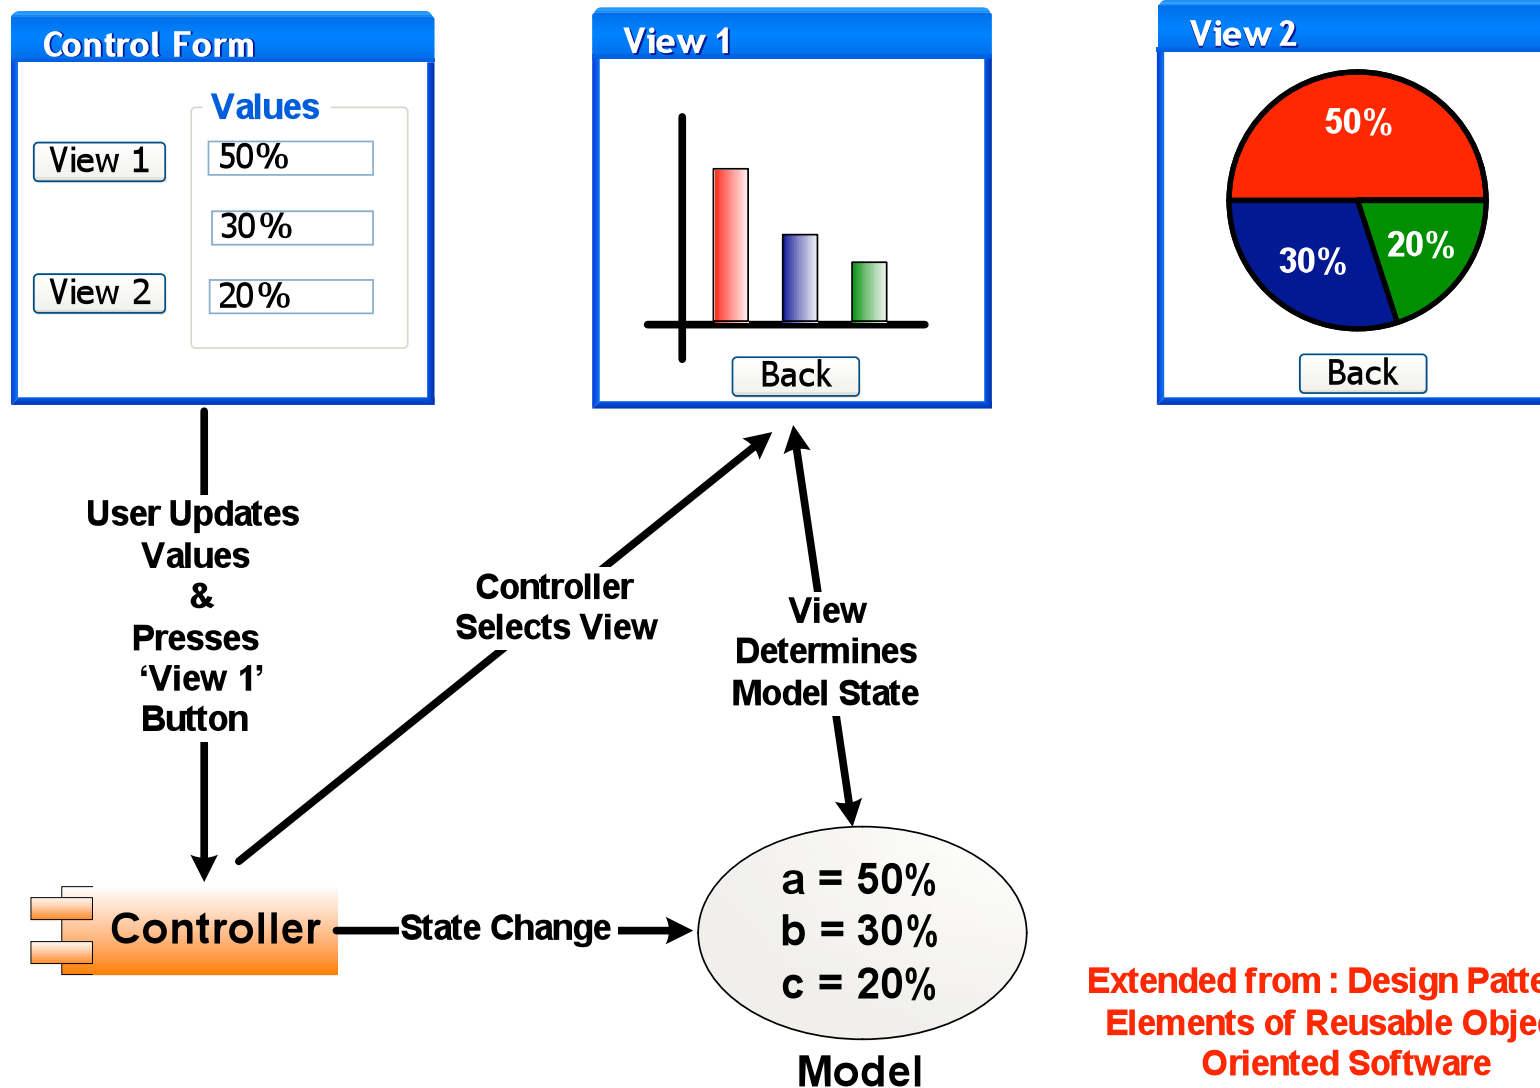 Control Form
Values
View 1
50%
30%
View 2
20%
View 1
Back
View 2
50%
30%
20%
Back
User Updates
Values
&
Presses
‘View 1’
Button
Controller
Selects View
View
Determines
Model State
Controller
State Change
a = 50%
b = 30%
c = 20%
Model
Extended from : Design
Elements of Reusable
Oriented Software